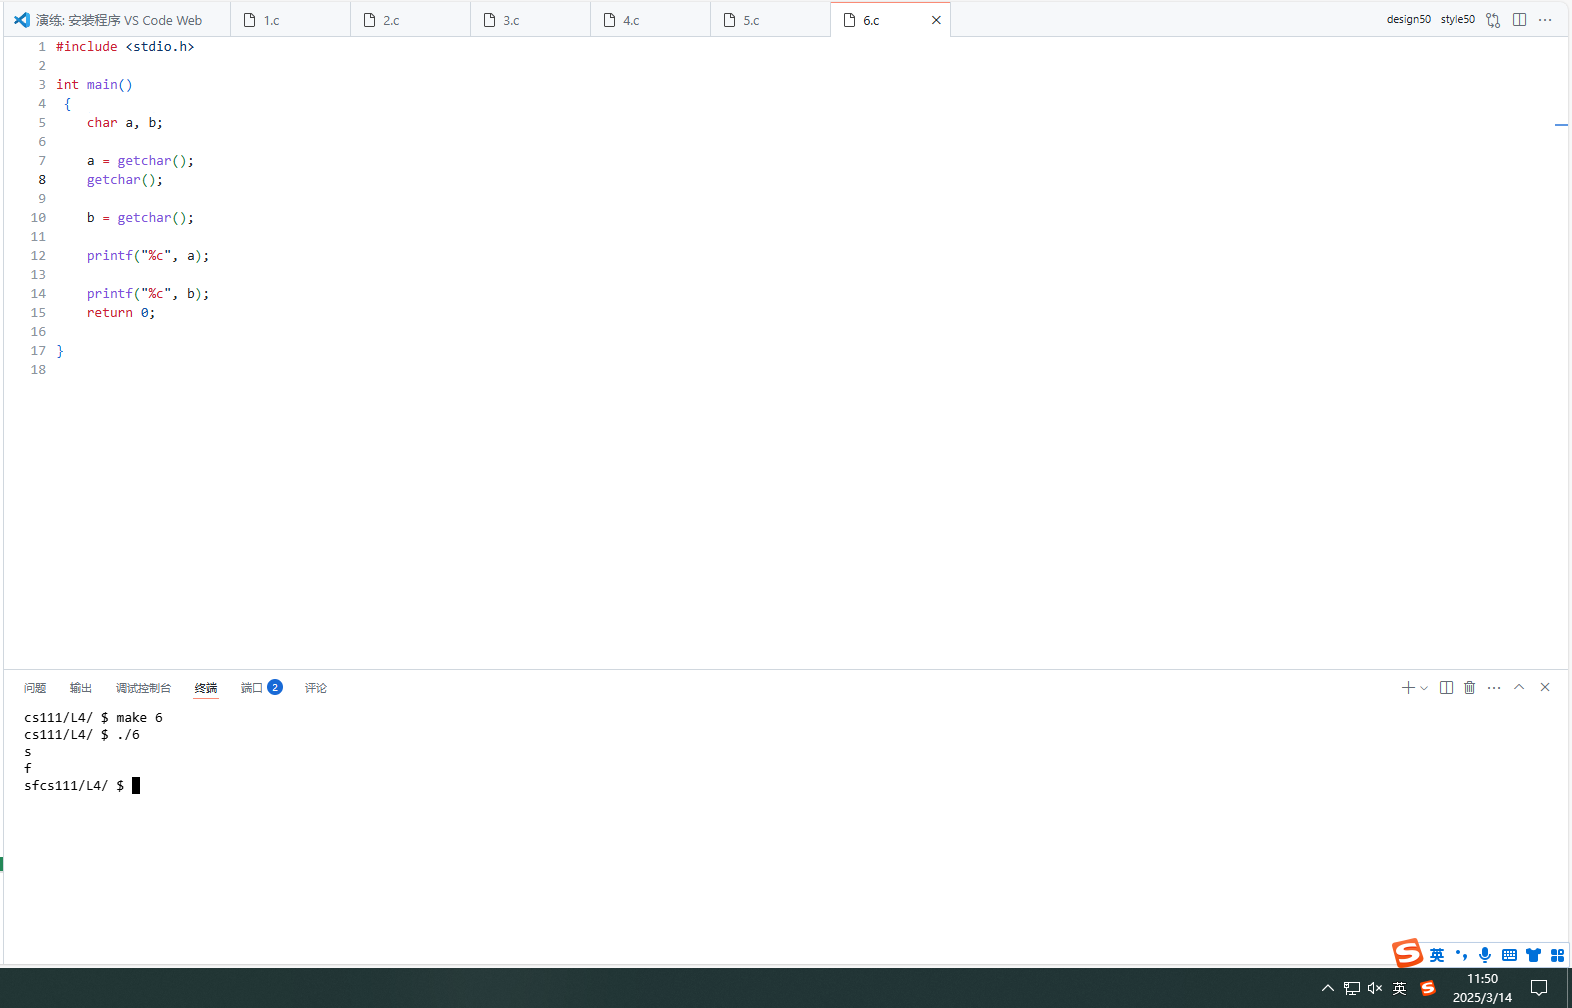 演练: 安装程序 VS Code Web 1.c 2.c 3.c 4.c 5.c 6.c design50 style50
1 #include <stdio.h>
2
3 int main()
4 {
5 char a, b;
6
7 a = getchar();
8 getchar();
9
10 b = getchar();
11
12 printf("%c", a);
13
14 printf("%c", b);
15 return 0;
16
17 }
18
问题 输出 调试控制台 终端 端口 2 评论
cs111/L4/ $ make 6
cs111/L4/ $ ./6
s
f
sfcs111/L4/ $
英
英 11:50
2025/3/14